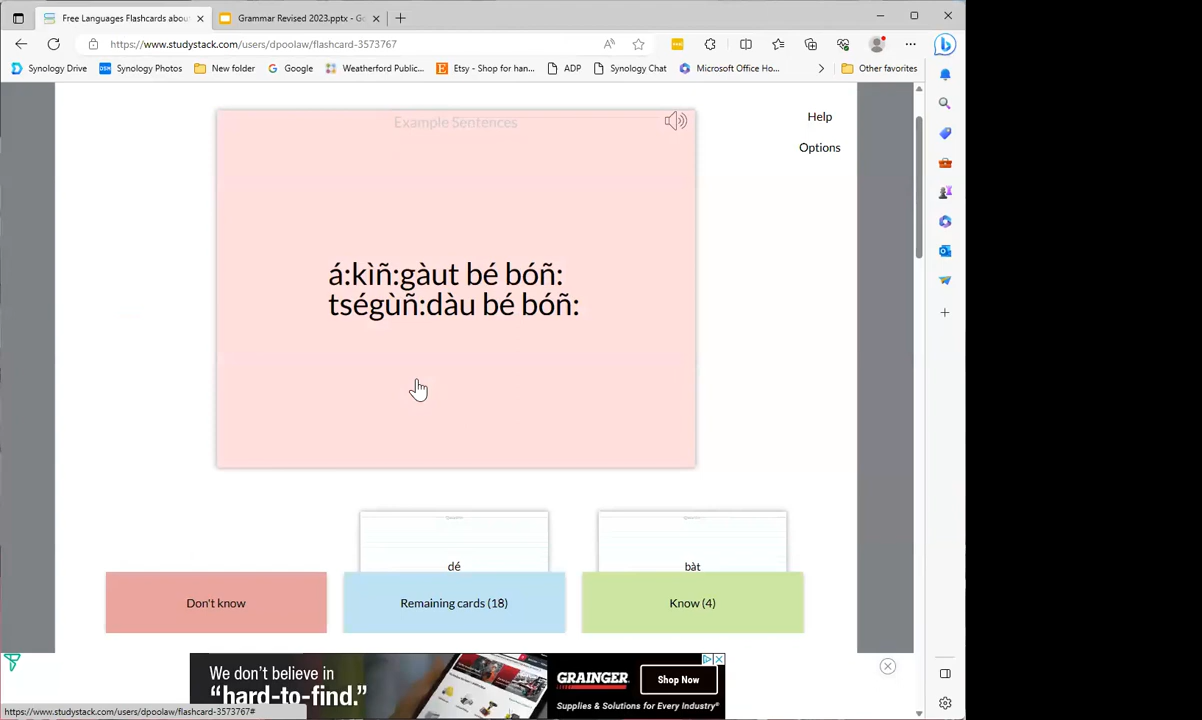 Free Languages Flashcards abou
Grammar Revised 2023.pptx - Go
https://www.studystack.com/users/dpoolaw/flashcard-3573767
Synology Drive
Synology Photos
New folder
Google
Weatherford Public...
Etsy - Shop for han...
ADP
Synology Chat
Microsoft Office Ho...
Other favorites
Example Sentences
Help
Options
á:kìñ:gàut bé bóñ:
tségùñ:dàu bé bóñ:
dé
bàt
Don't know
Remaining cards (18)
Know (4)
We don't believe in
“hard-to-find.”
GRAINGER
Shop Now
Supplies & Solutions for Every Industry®
https://www.studystack.com/users/dpoolaw/flashcard-3573767#